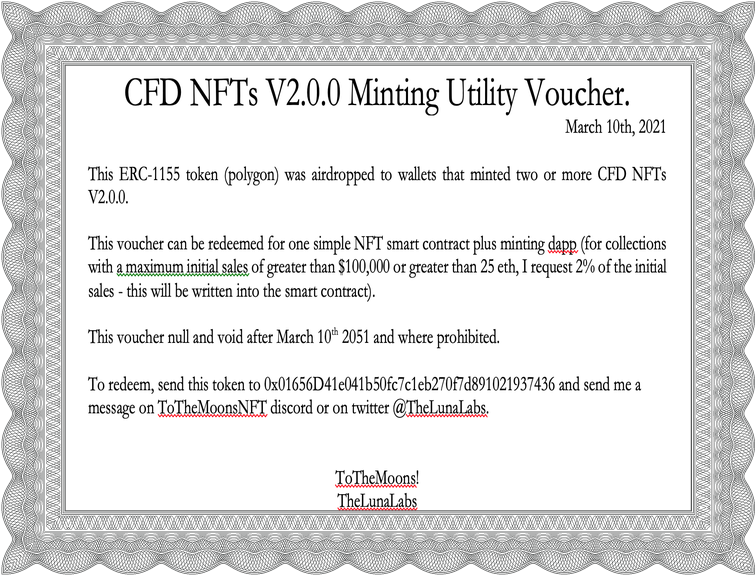 CFD NFTs V2.0.0 Minting Utility Voucher.
March 10th, 2021
This ERC-1155 token (polygon) was airdropped to wallets that minted two or more CFD NFTs
V2.0.0.
This voucher can be redeemed for one simple NFT smart contract plus minting dapp (for collections
with a maximum initial sales of greater than $100,000 or greater than 25 eth, I request 2% of the initial
sales - this will be written into the smart contract).
This voucher null and void after March 10th 2051 and where prohibited.
To redeem, send this token to 0x01656D41e041b50fc7c1eb270f7d891021937436 and send me a
message on ToTheMoonsNFT discord or on twitter @TheLunaLabs.
ToTheMoons!
TheLunaLabs